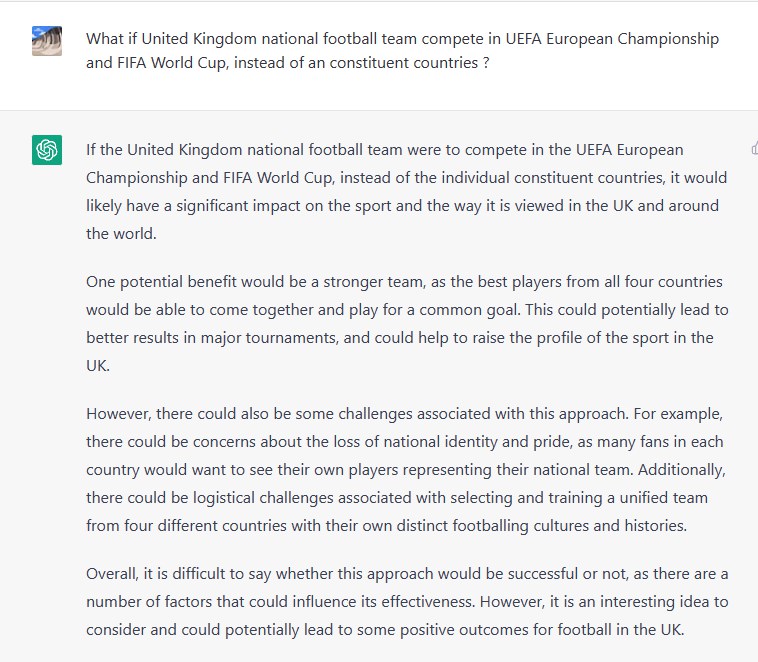 What if United Kingdom national football team compete in UEFA European Championship
and FIFA World Cup, instead of an constituent countries ?
If the United Kingdom national football team were to compete in the UEFA European
Championship and FIFA World Cup, instead of the individual constituent countries, it would
likely have a significant impact on the sport and the way it is viewed in the UK and around
the world.
One potential benefit would be a stronger team, as the best players from all four countries
would be able to come together and play for a common goal. This could potentially lead to
better results in major tournaments, and could help to raise the profile of the sport in the
UK.
However, there could also be some challenges associated with this approach. For example,
there could be concerns about the loss of national identity and pride, as many fans in each
country would want to see their own players representing their national team. Additionally,
there could be logistical challenges associated with selecting and training a unified team
from four different countries with their own distinct footballing cultures and histories.
Overall, it is difficult to say whether this approach would be successful or not, as there are a
number of factors that could influence its effectiveness. However, it is an interesting idea to
consider and could potentially lead to some positive outcomes for football in the UK.